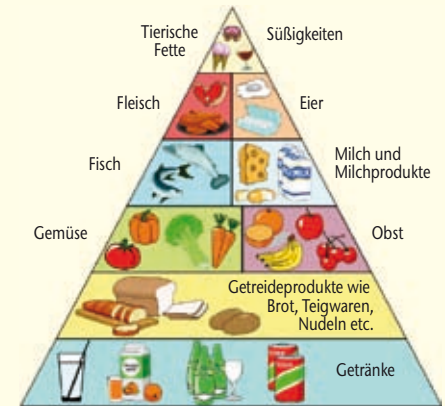 Tierische
Fette
Süßigkeiten
Fleisch
Eier
Fisch
Milch und
Milchprodukte
Gemüse
Obst
Getreideprodukte wie
Brot, Teigwaren,
Nudeln etc.
Getränke